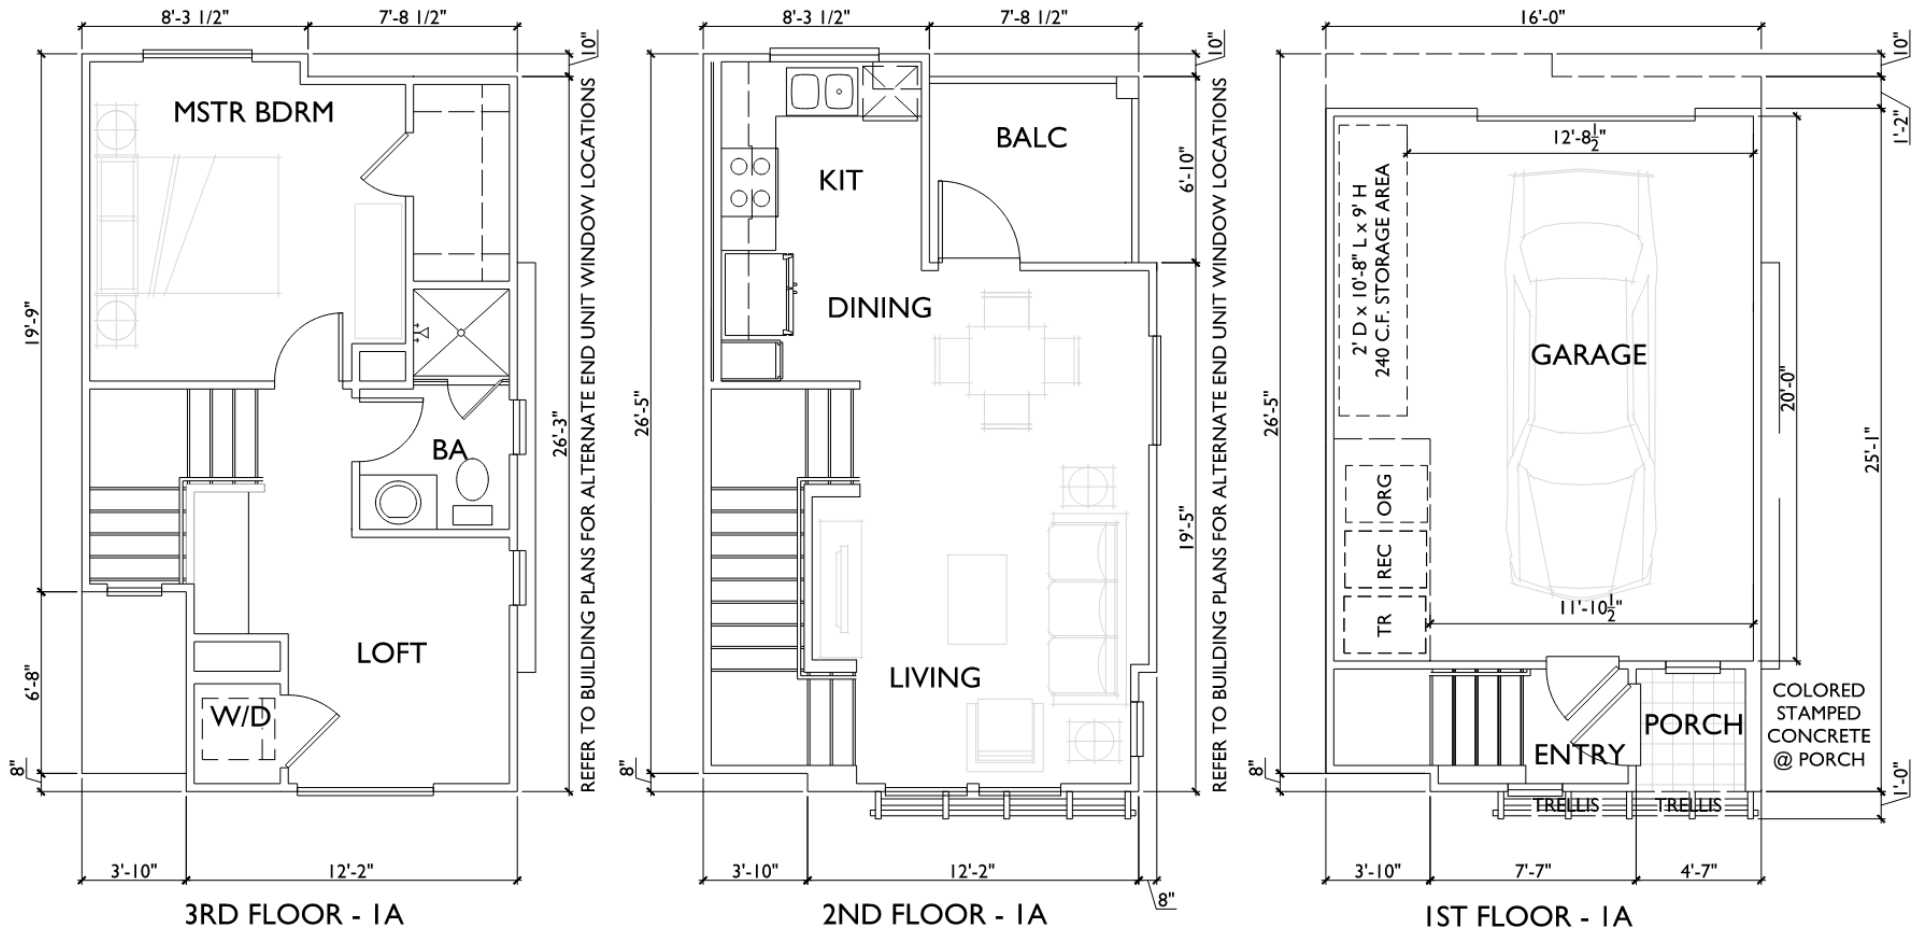 8'-3 1/2"
7'-8 1/2"
10"
MSTR BDRM
19'-9"
26'-3"
BA
LOFT
6'-8"
W/D
8"
3'-10"
12'-2"
3RD FLOOR - 1A
REFER TO BUILDING PLANS FOR ALTERNATE END UNIT WINDOW LOCATIONS
8'-3 1/2"
7'-8 1/2"
10"
BALC
KIT
6'-10"
DINING
26'-5"
19'-5"
LIVING
8"
3'-10"
12'-2"
8"
2ND FLOOR - 1A
REFER TO BUILDING PLANS FOR ALTERNATE END UNIT WINDOW LOCATIONS
16'-0"
10"
1'-2"
12'-8 1/2"
2' D x 10'-8" L x 9' H
240 C.F. STORAGE AREA
GARAGE
20'-0"
26'-5"
25'-1"
ORG
REC
TR
11'-10 1/2"
COLORED
STAMPED
CONCRETE
@ PORCH
PORCH
ENTRY
8"
1'-0"
TRELLIS
TRELLIS
3'-10"
7'-7"
4'-7"
1ST FLOOR - 1A